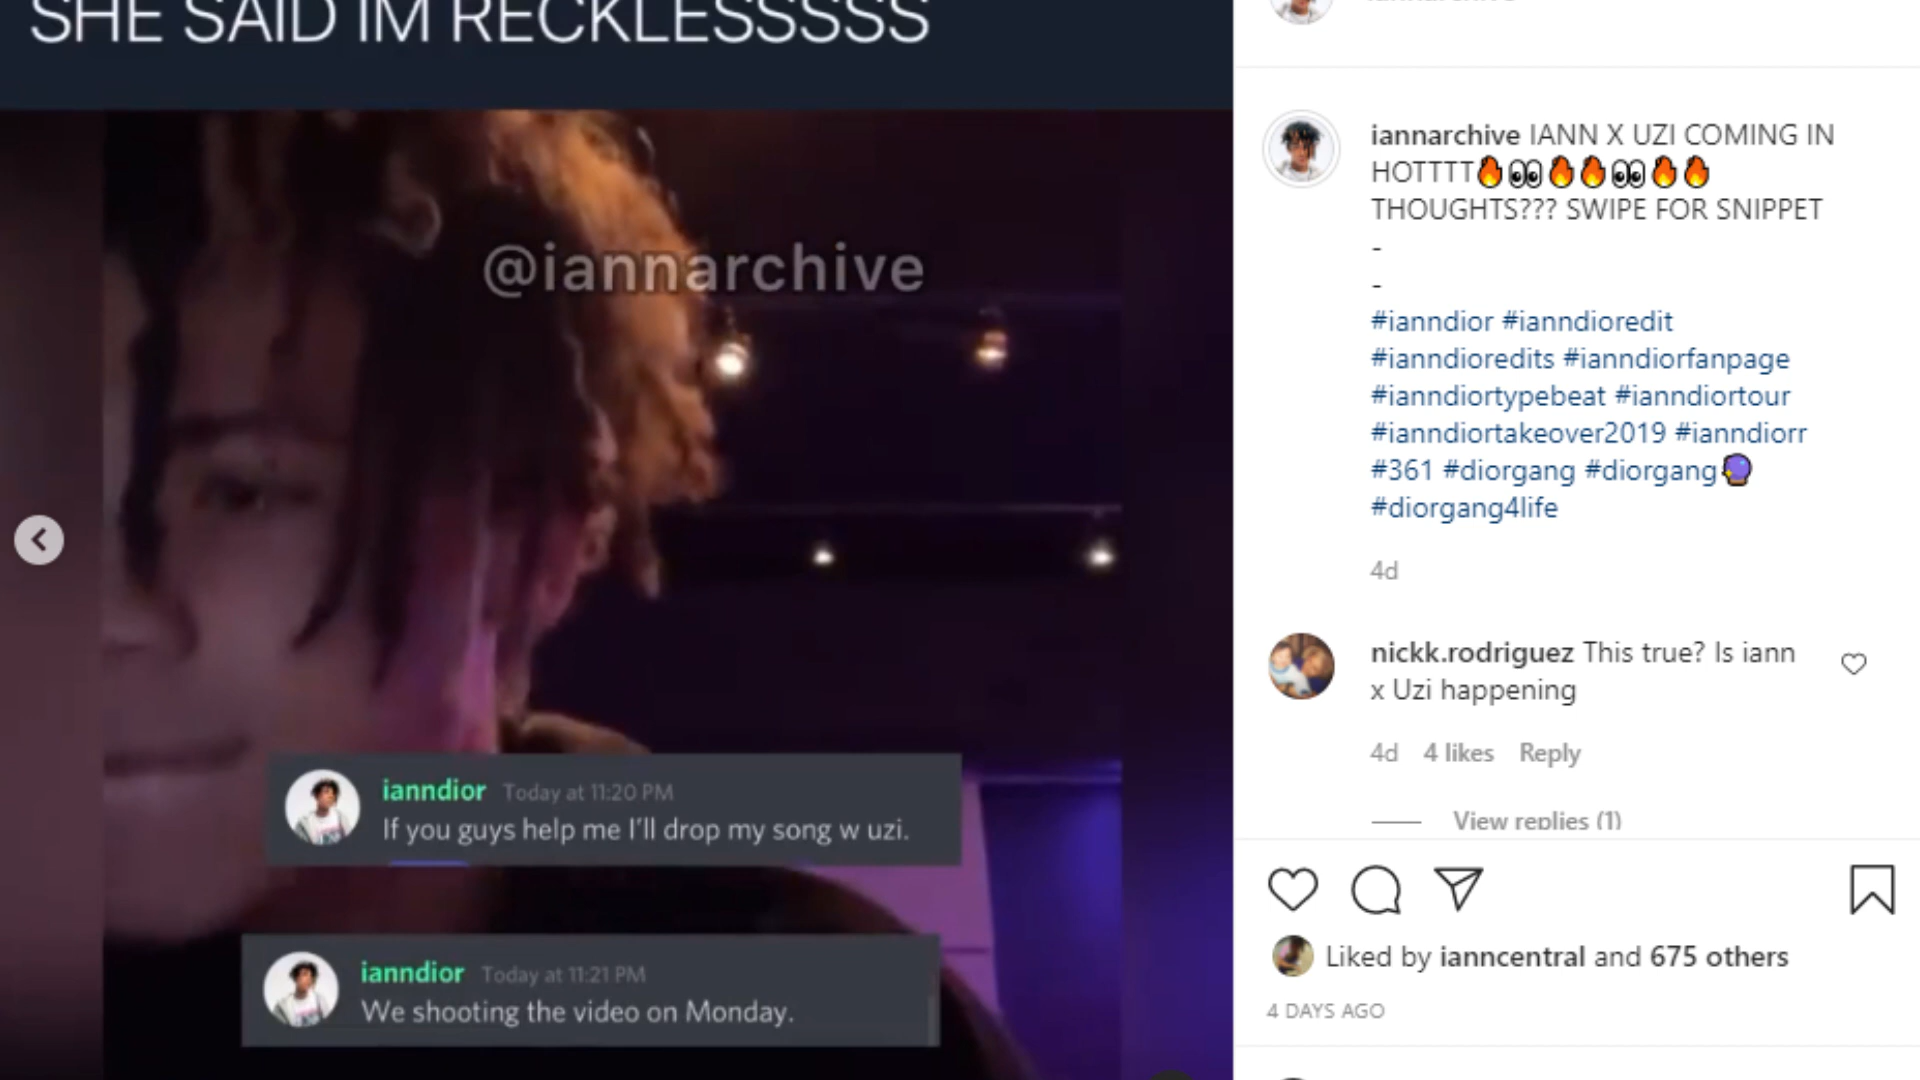 SHE SAID IM RECKLESSSSS
@iannarchive
ianndior Today at 11:20 PM
If you guys help me I'll drop my song w uzi.
ianndior Today at 11:21 PM
We shooting the video on Monday.
iannarchive IANN X UZI COMING IN
HOTTTT🔥👀🔥🔥👀🔥🔥
THOUGHTS??? SWIPE FOR SNIPPET
-
-
#ianndior #ianndioredit
#ianndioredits #ianndiorfanpage
#ianndiortypebeat #ianndiortour
#ianndiortakeover2019 #ianndiorr
#361 #diorgang #diorgang🔮
#diorgang4life
4d
nickk.rodriguez This true? Is iann
x Uzi happening
4d 4 likes Reply
View replies (1)
Liked by ianncentral and 675 others
4 DAYS AGO